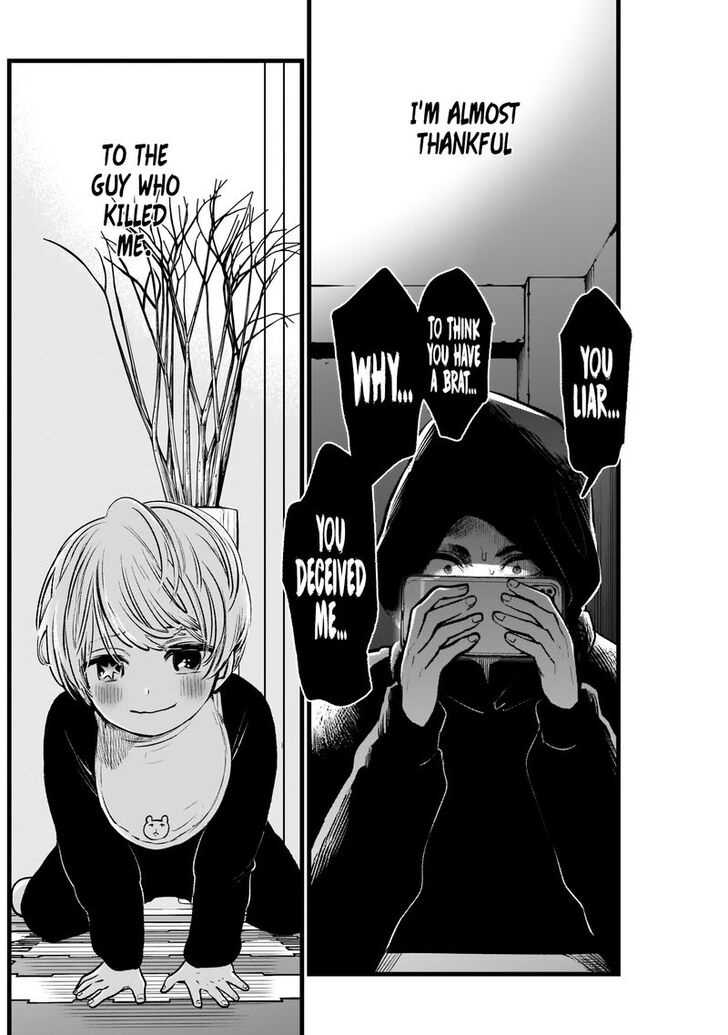 I'M ALMOST
THANKFUL
YOU
LIAR...
TO THINK
YOU HAVE
A BRAT...
WHY...
YOU
DECEIVED
ME...
TO THE
GUY WHO
KILLED
ME.